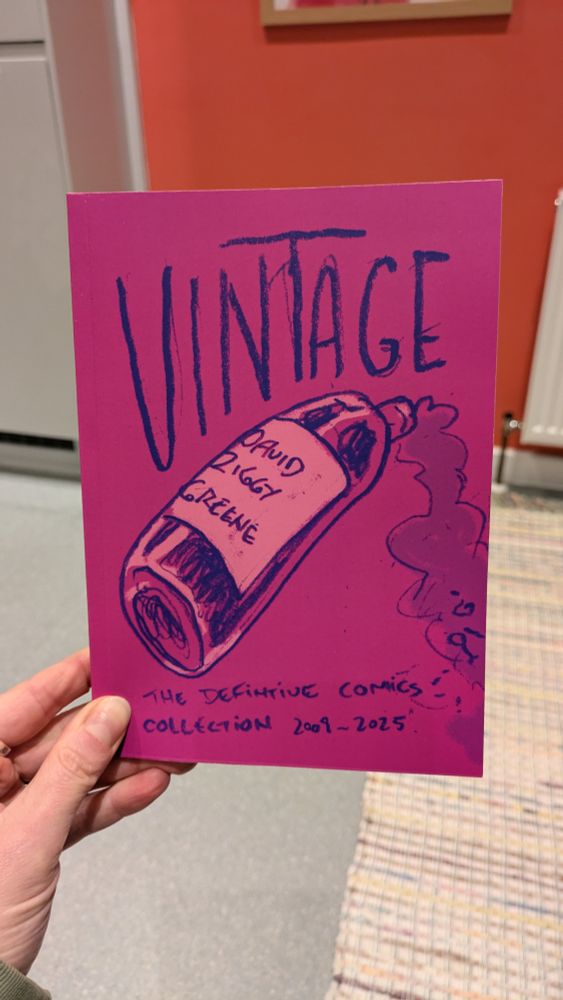 VINTAGE
DAVID
ZIGGY
GREENE
THE DEFINTIVE COMICS
COLLECTION 2009~2025